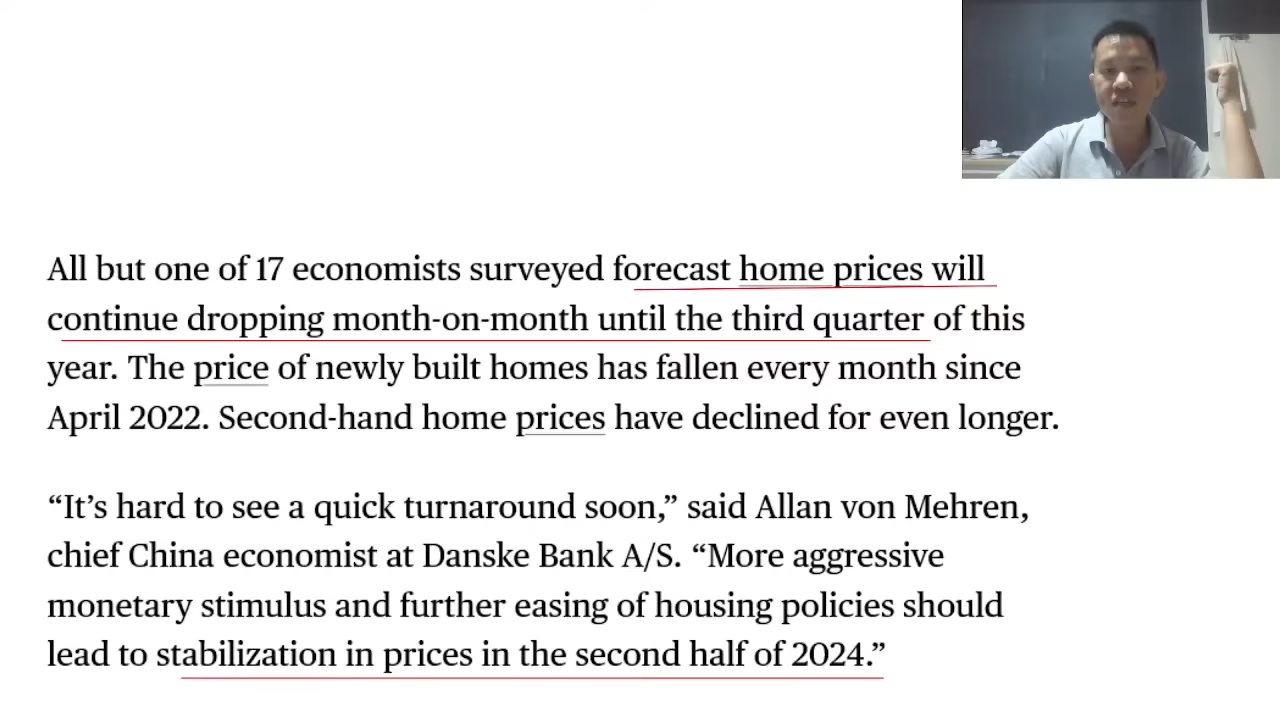 All but one of 17 economists surveyed forecast home prices will
continue dropping month-on-month until the third quarter of this
year. The price of newly built homes has fallen every month since
April 2022. Second-hand home prices have declined for even longer.
“It’s hard to see a quick turnaround soon,” said Allan von Mehren,
chief China economist at Danske Bank A/S. “More aggressive
monetary stimulus and further easing of housing policies should
lead to stabilization in prices in the second half of 2024.”